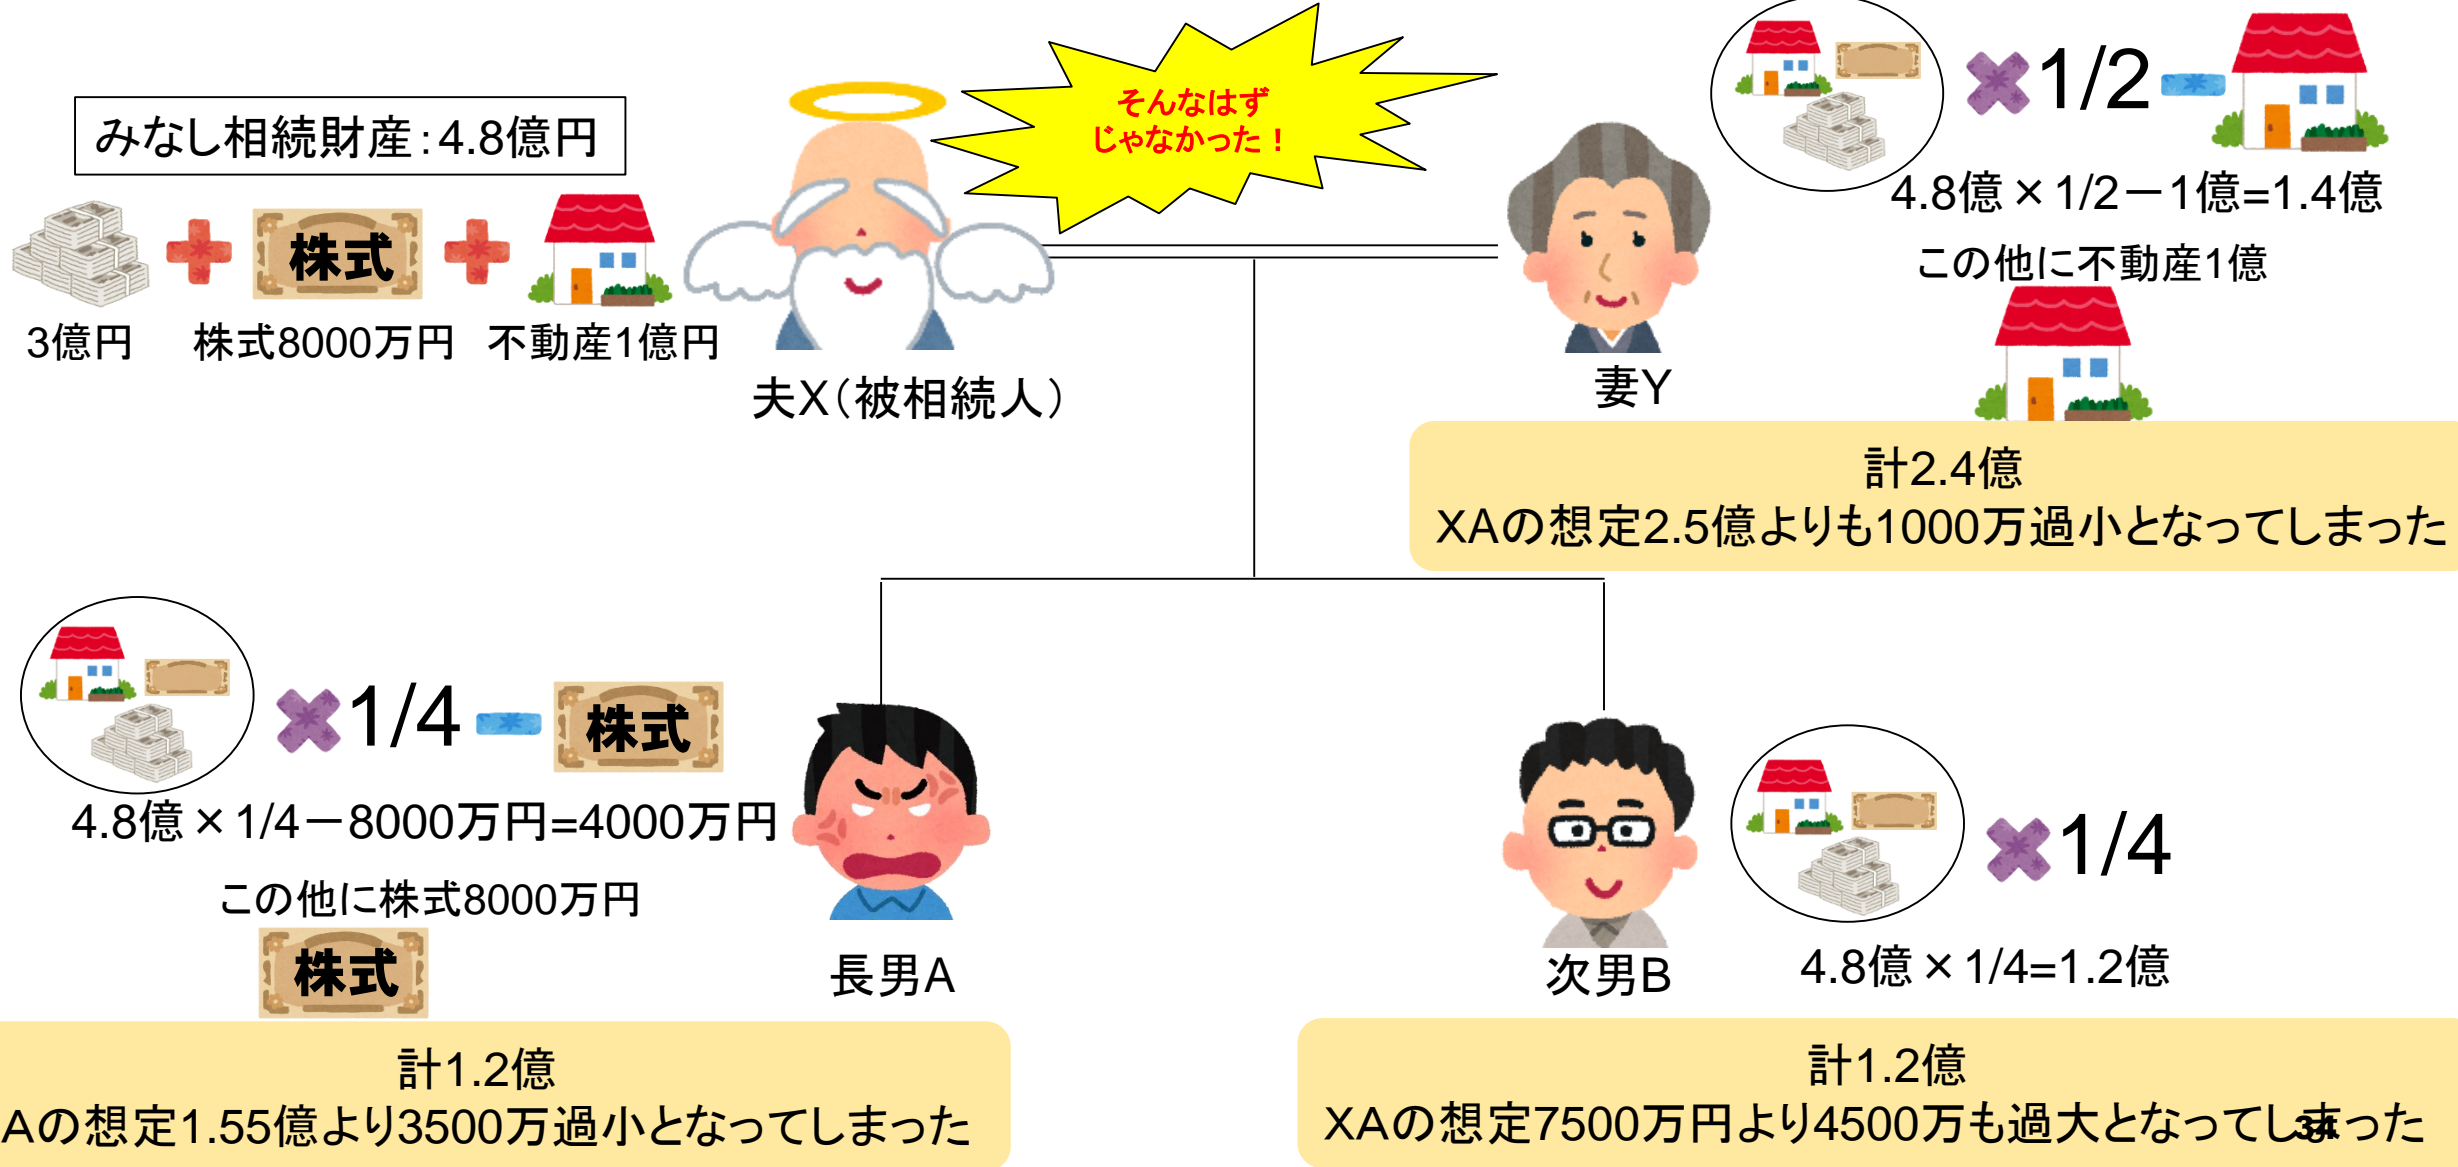 みなし相続財産：4.8億円
株式
3億円
株式8000万円
不動産1億円
そんなはず
じゃなかった！
夫X（被相続人）
妻Y
1/2
4.8億×1/2－1億=1.4億
この他に不動産1億
計2.4億
XAの想定2.5億よりも1000万過小となってしまった
1/4
株式
4.8億×1/4－8000万円=4000万円
この他に株式8000万円
株式
長男A
計1.2億
Aの想定1.55億より3500万過小となってしまった
次男B
1/4
4.8億×1/4=1.2億
計1.2億
XAの想定7500万円より4500万も過大となってしまった
34